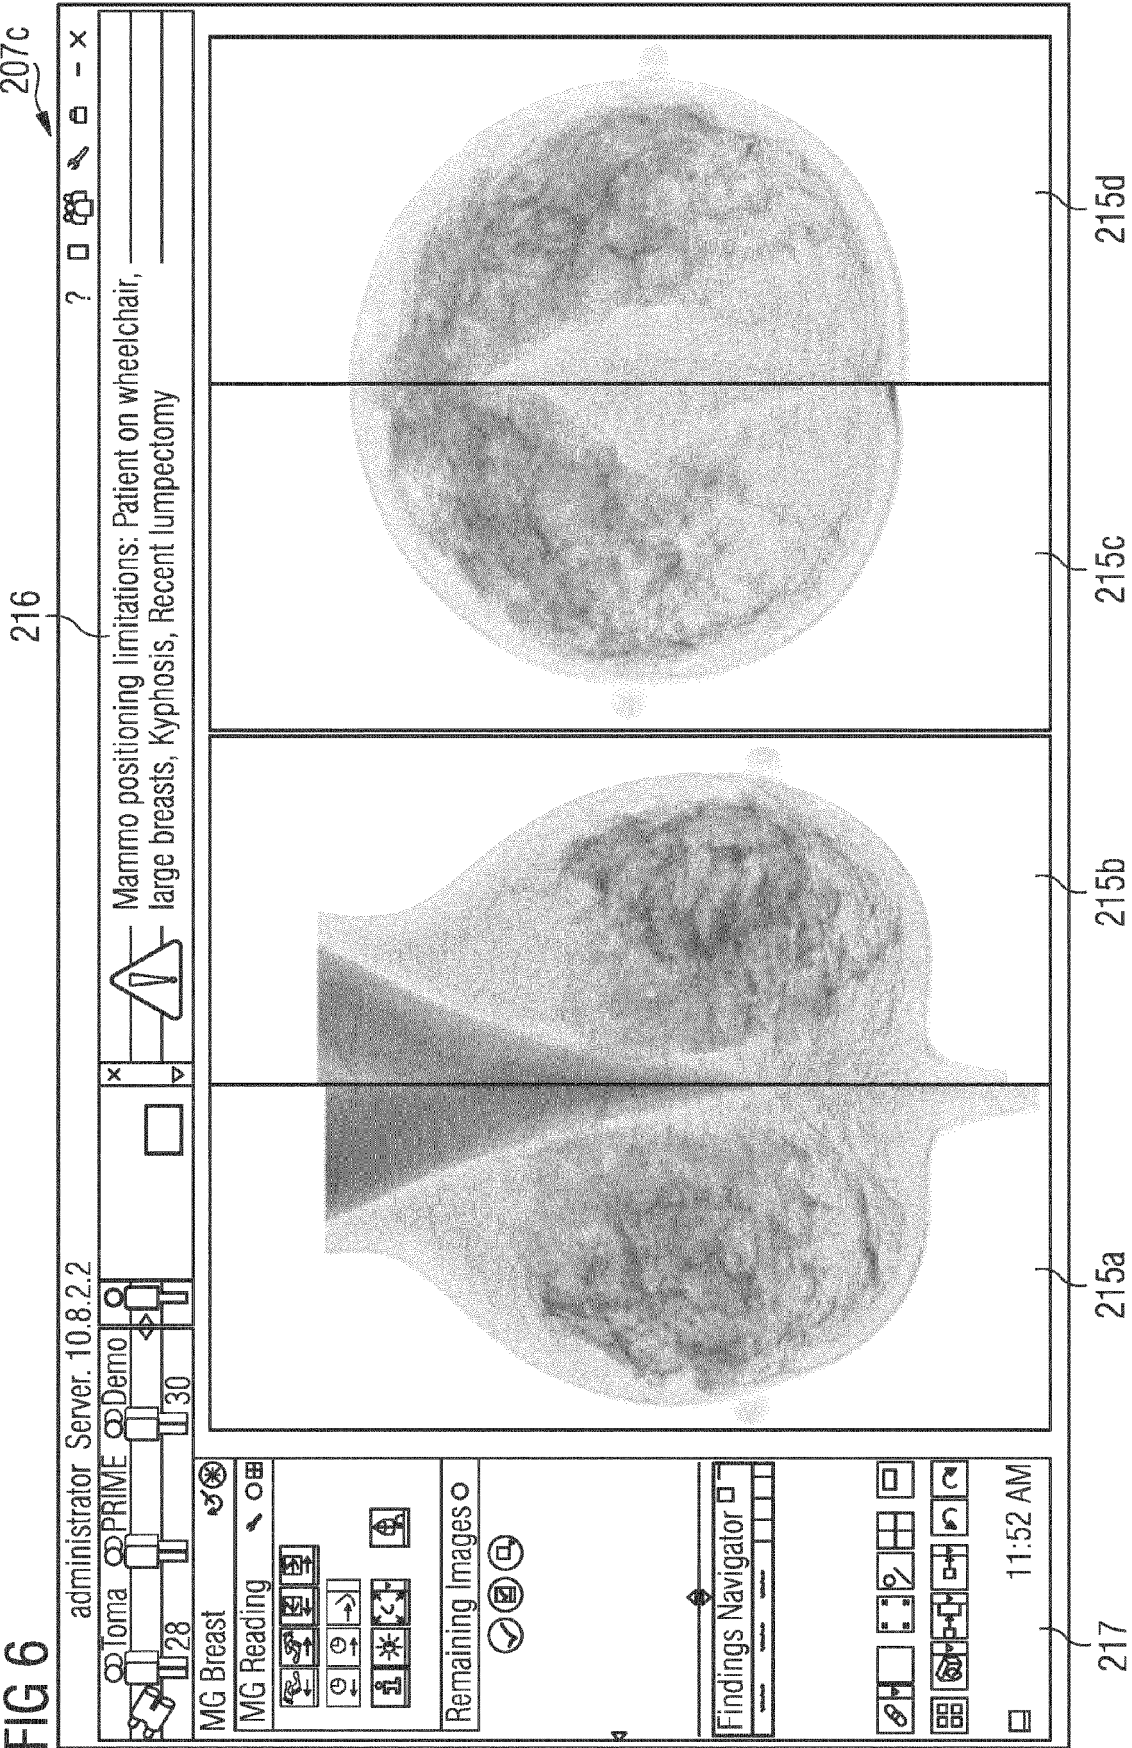 FIG 6
207c
216
administrator Server. 10.8.2.2
? – ×
Toma PRIME Demo
28 30
×
Mammo positioning limitations: Patient on wheelchair,
large breasts, Kyphosis, Recent lumpectomy
MG Breast
MG Reading
Remaining Images
Findings Navigator
11:52 AM
217
215a
215b
215c
215d